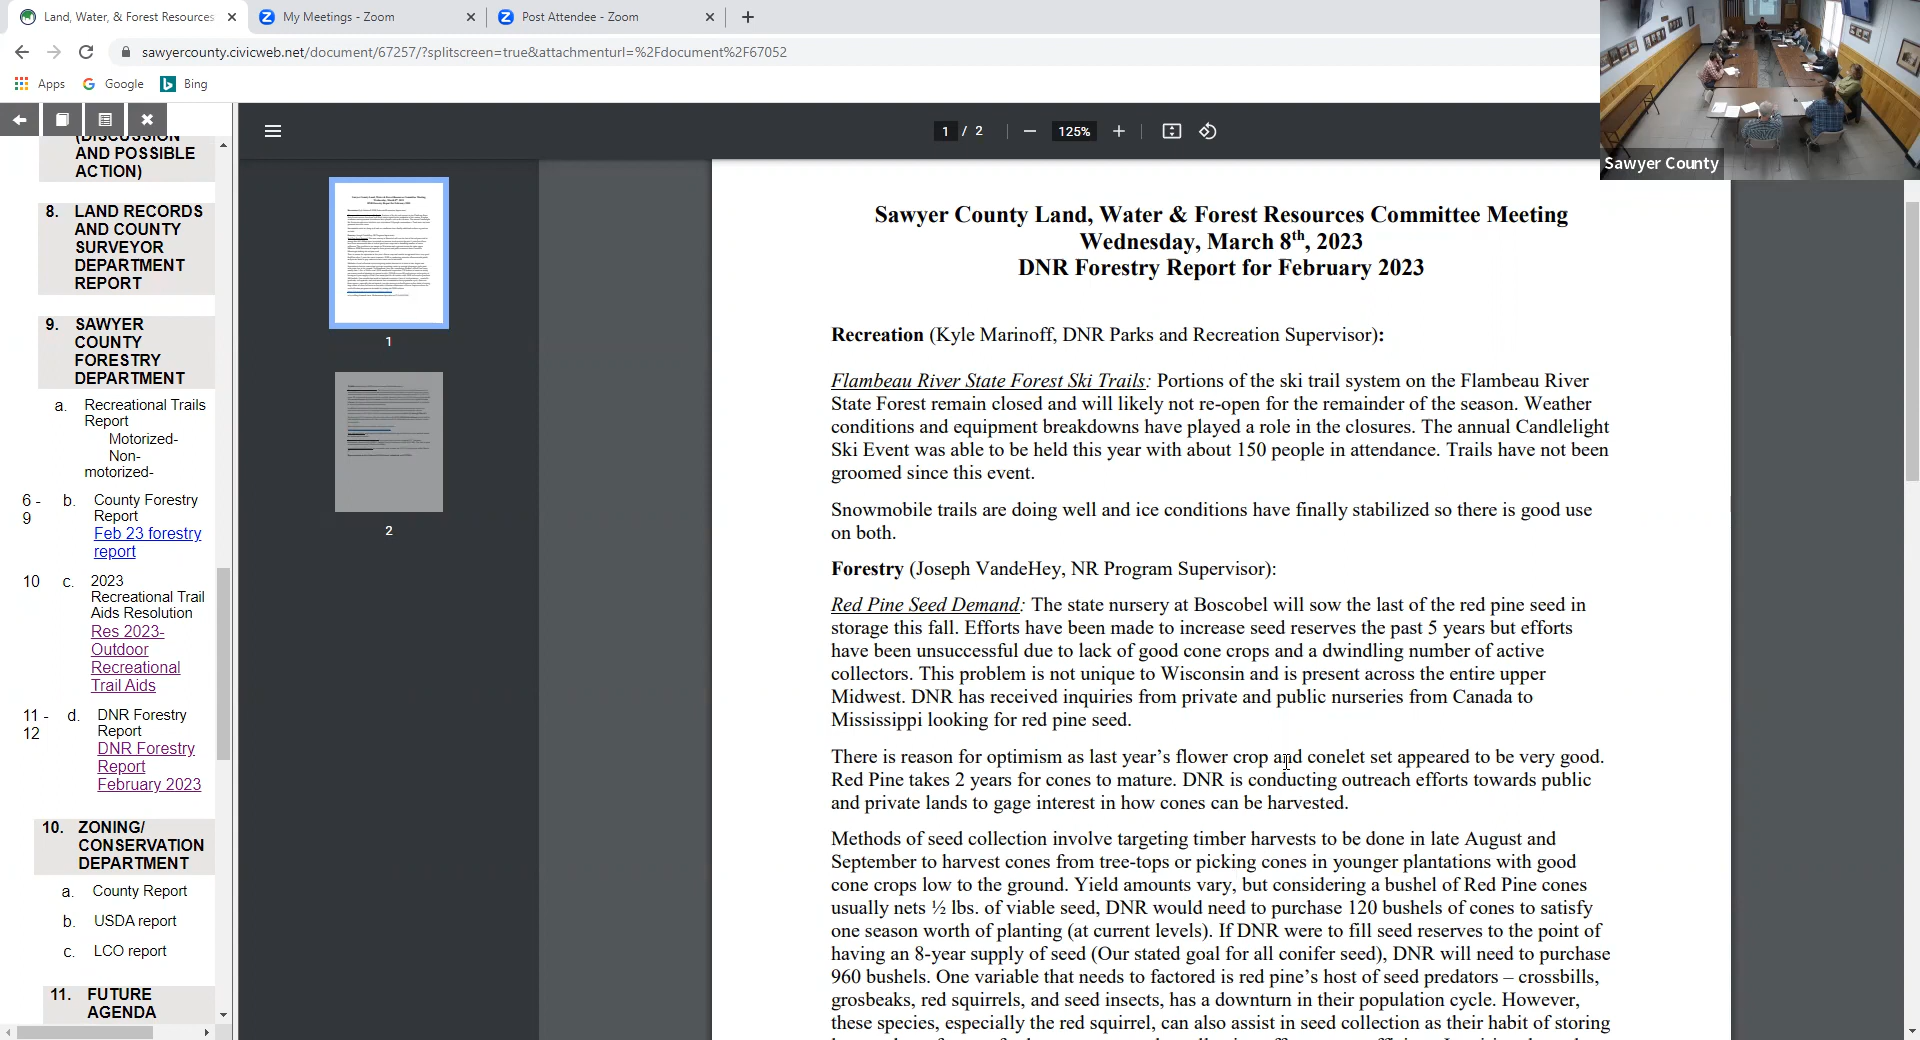 Land, Water, & Forest Resources
My Meetings - Zoom
Post Attendee - Zoom
sawyercounty.civicweb.net/document/67257/?splitscreen=true&attachmenturl=%2Fdocument%2F67052
Apps
Google
Bing
Sawyer County
(DISCUSSION
AND POSSIBLE
ACTION)
8. LAND RECORDS
AND COUNTY
SURVEYOR
DEPARTMENT
REPORT
9. SAWYER
COUNTY
FORESTRY
DEPARTMENT
a. Recreational Trails
Report
Motorized-
Non-
motorized-
6 - 9
b. County Forestry
Report
Feb 23 forestry
report
10
c. 2023
Recreational Trail
Aids Resolution
Res 2023-
Outdoor
Recreational
Trail Aids
11 - 12
d. DNR Forestry
Report
DNR Forestry
Report
February 2023
10. ZONING/
CONSERVATION
DEPARTMENT
a. County Report
b. USDA report
c. LCO report
11. FUTURE
AGENDA
1 / 2
125%
1
2
Sawyer County Land, Water & Forest Resources Committee Meeting
Wednesday, March 8th, 2023
DNR Forestry Report for February 2023
Recreation (Kyle Marinoff, DNR Parks and Recreation Supervisor):
Flambeau River State Forest Ski Trails: Portions of the ski trail system on the Flambeau River
State Forest remain closed and will likely not re-open for the remainder of the season. Weather
conditions and equipment breakdowns have played a role in the closures. The annual Candlelight
Ski Event was able to be held this year with about 150 people in attendance. Trails have not been
groomed since this event.
Snowmobile trails are doing well and ice conditions have finally stabilized so there is good use
on both.
Forestry (Joseph VandeHey, NR Program Supervisor):
Red Pine Seed Demand: The state nursery at Boscobel will sow the last of the red pine seed in
storage this fall. Efforts have been made to increase seed reserves the past 5 years but efforts
have been unsuccessful due to lack of good cone crops and a dwindling number of active
collectors. This problem is not unique to Wisconsin and is present across the entire upper
Midwest. DNR has received inquiries from private and public nurseries from Canada to
Mississippi looking for red pine seed.
There is reason for optimism as last year's flower crop and conelet set appeared to be very good.
Red Pine takes 2 years for cones to mature. DNR is conducting outreach efforts towards public
and private lands to gage interest in how cones can be harvested.
Methods of seed collection involve targeting timber harvests to be done in late August and
September to harvest cones from tree-tops or picking cones in younger plantations with good
cone crops low to the ground. Yield amounts vary, but considering a bushel of Red Pine cones
usually nets ½ lbs. of viable seed, DNR would need to purchase 120 bushels of cones to satisfy
one season worth of planting (at current levels). If DNR were to fill seed reserves to the point of
having an 8-year supply of seed (Our stated goal for all conifer seed), DNR will need to purchase
960 bushels. One variable that needs to factored is red pine's host of seed predators – crossbills,
grosbeaks, red squirrels, and seed insects, has a downturn in their population cycle. However,
these species, especially the red squirrel, can also assist in seed collection as their habit of storing